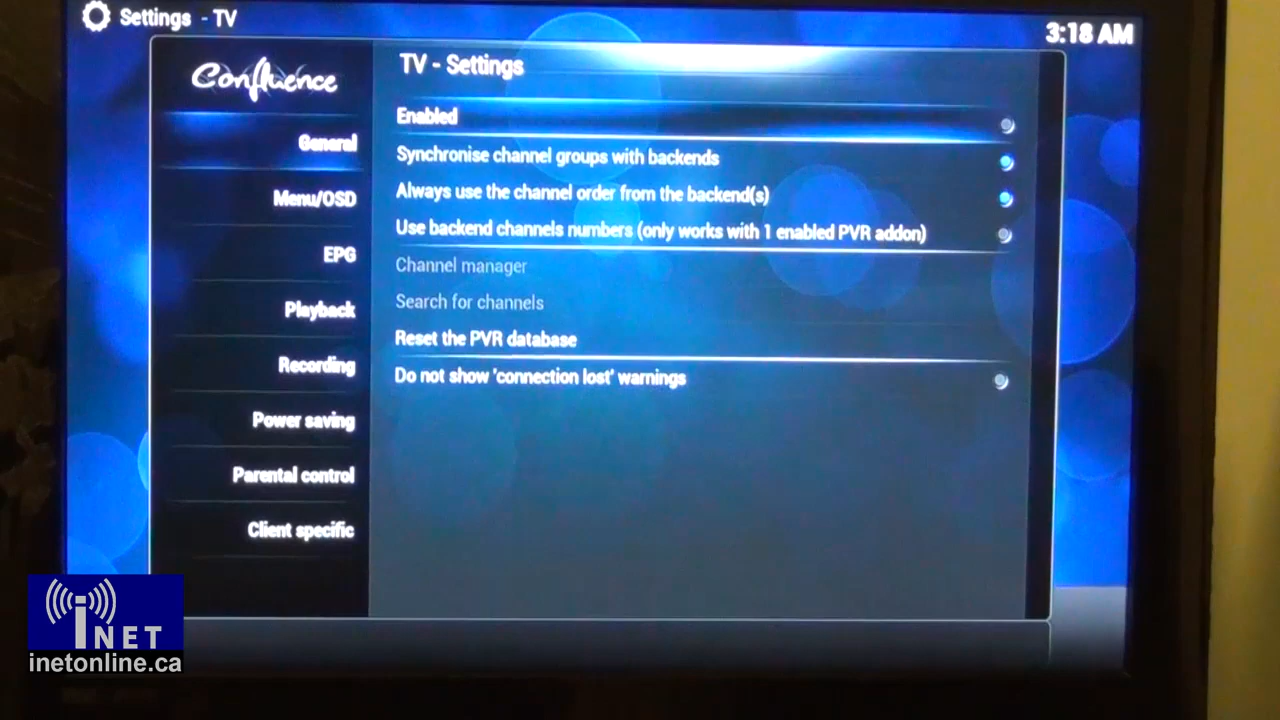 Settings - TV
3:18 AM
Confluence
General
Menu/OSD
EPG
Playback
Recording
Power saving
Parental control
Client specific
TV - Settings
Enabled
Synchronise channel groups with backends
Always use the channel order from the backend(s)
Use backend channels numbers (only works with 1 enabled PVR addon)
Channel manager
Search for channels
Reset the PVR database
Do not show 'connection lost' warnings
iNET
inetonline.ca